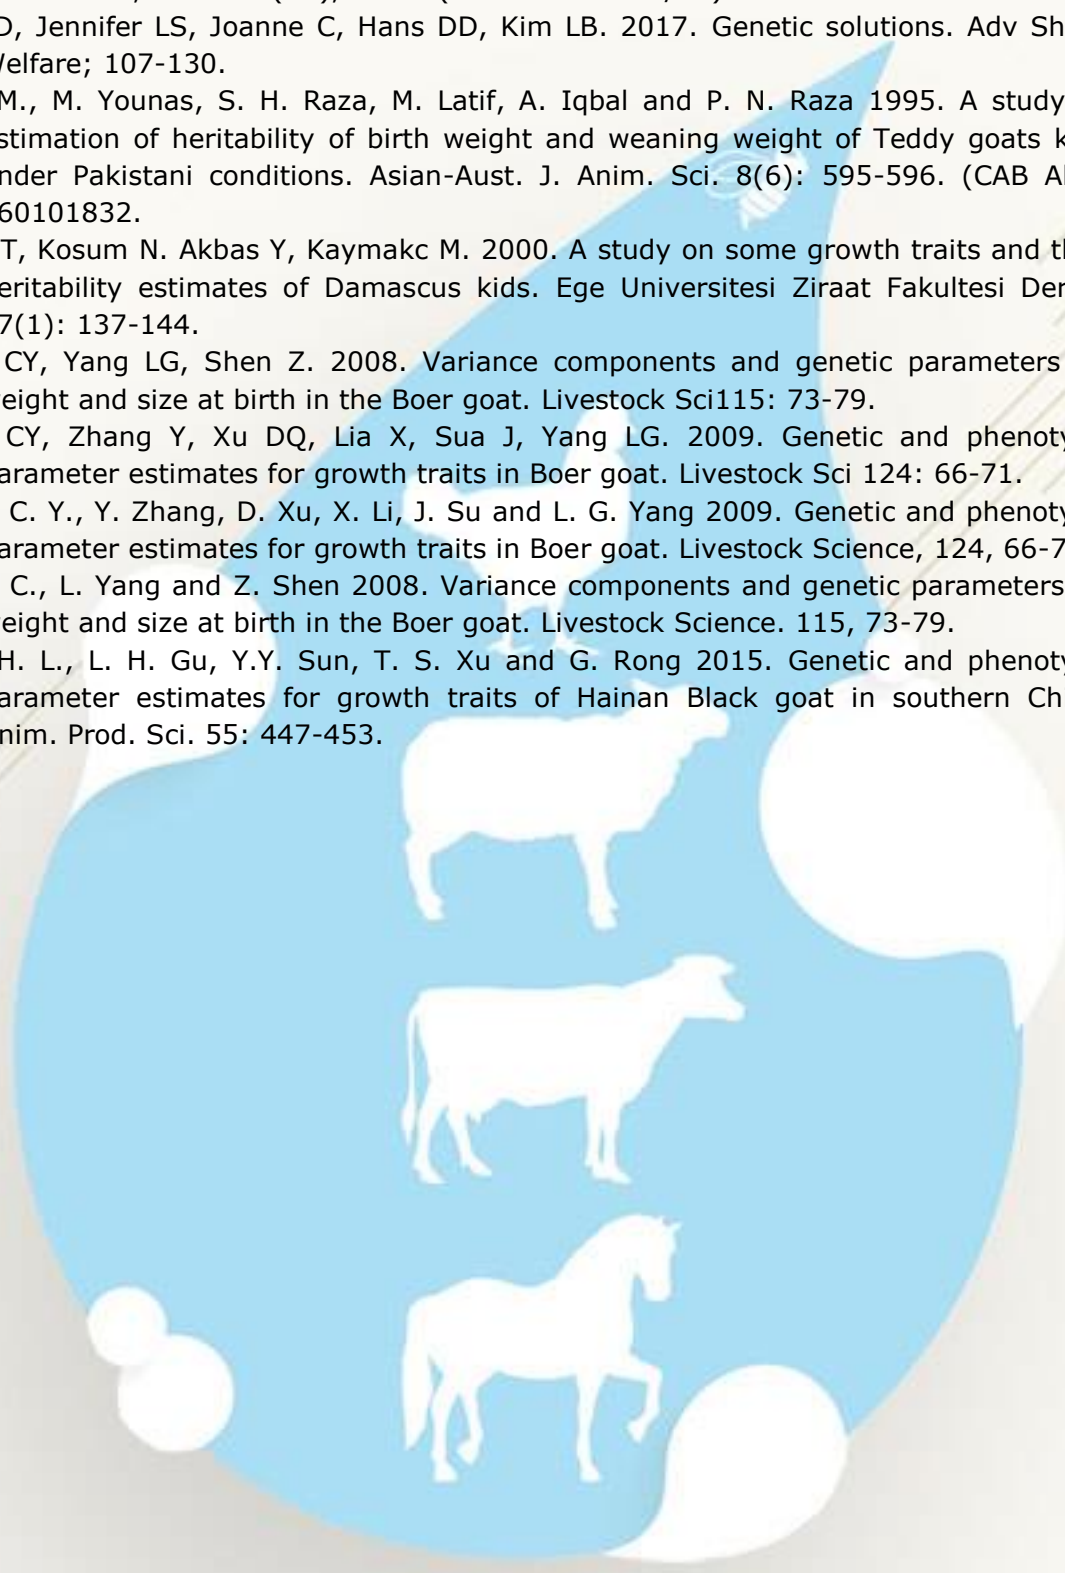 D, Jennifer LS, Joanne C, Hans DD, Kim LB. 2017. Genetic solutions. Adv Sh
Welfare; 107-130.
M., M. Younas, S. H. Raza, M. Latif, A. Iqbal and P. N. Raza 1995. A study
stimation of heritability of birth weight and weaning weight of Teddy goats k
nder Pakistani conditions. Asian-Aust. J. Anim. Sci. 8(6): 595-596. (CAB Al
60101832.
T, Kosum N. Akbas Y, Kaymakc M. 2000. A study on some growth traits and th
eritability estimates of Damascus kids. Ege Universitesi Ziraat Fakultesi Der
7(1): 137-144.
CY, Yang LG, Shen Z. 2008. Variance components and genetic parameters
eight and size at birth in the Boer goat. Livestock Sci115: 73-79.
CY, Zhang Y, Xu DQ, Lia X, Sua J, Yang LG. 2009. Genetic and phenoty
arameter estimates for growth traits in Boer goat. Livestock Sci 124: 66-71.
C. Y., Y. Zhang, D. Xu, X. Li, J. Su and L. G. Yang 2009. Genetic and phenoty
arameter estimates for growth traits in Boer goat. Livestock Science, 124, 66-7
C., L. Yang and Z. Shen 2008. Variance components and genetic parameters
eight and size at birth in the Boer goat. Livestock Science. 115, 73-79.
H. L., L. H. Gu, Y.Y. Sun, T. S. Xu and G. Rong 2015. Genetic and phenoty
arameter estimates for growth traits of Hainan Black goat in southern Ch
nim. Prod. Sci. 55: 447-453.